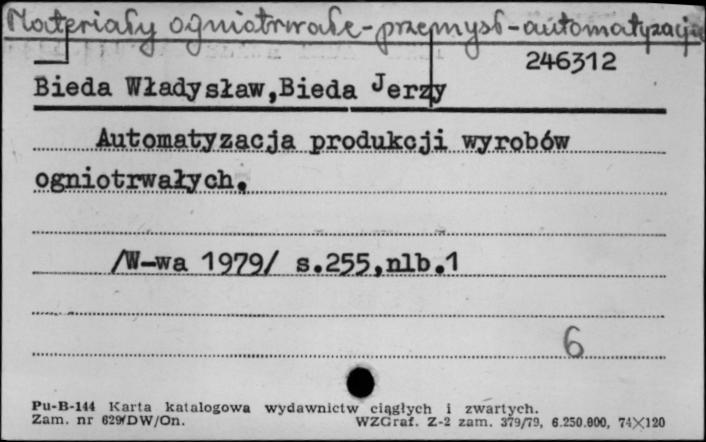 Materiały ogniotrwałe-przemysł-automatyzacja
246312
Bieda Władysław,Bieda Jerzy
Automatyzacja produkcji wyrobów
ogniotrwałych.
/W-wa 1979/ s.255,nlb.1
6
Pu-B-144 Karta katalogowa wydawnictw ciągłych i zwartych.
Zam. nr 629/DW/On. WZGraf. Z-2 zam. 379/79, 6.250.000, 74×120